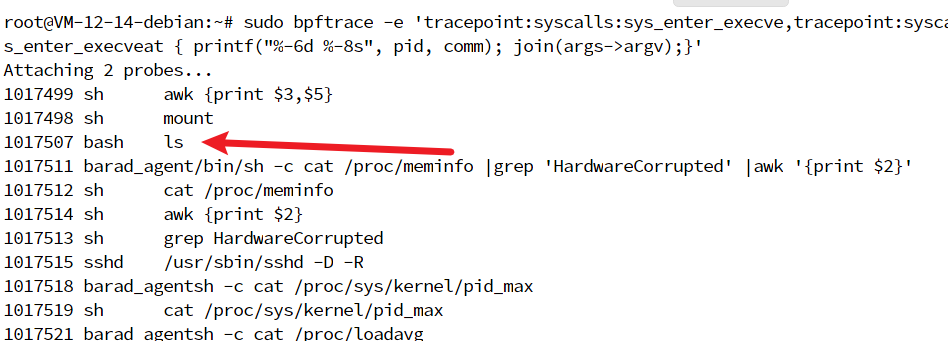 root@VM-12-14-debian:~# sudo bpftrace -e 'tracepoint:syscalls:sys_enter_execve,tracepoint:sysca
s_enter_execveat { printf("%-6d %-8s", pid, comm); join(args->argv);}'
Attaching 2 probes...
1017499 sh      awk {print $3,$5}
1017498 sh      mount
1017507 bash    ls
1017511 barad_agent/bin/sh -c cat /proc/meminfo |grep 'HardwareCorrupted' |awk '{print $2}'
1017512 sh      cat /proc/meminfo
1017514 sh      awk {print $2}
1017513 sh      grep HardwareCorrupted
1017515 sshd    /usr/sbin/sshd -D -R
1017518 barad_agentsh -c cat /proc/sys/kernel/pid_max
1017519 sh      cat /proc/sys/kernel/pid_max
1017521 barad_agentsh -c cat /proc/loadavg